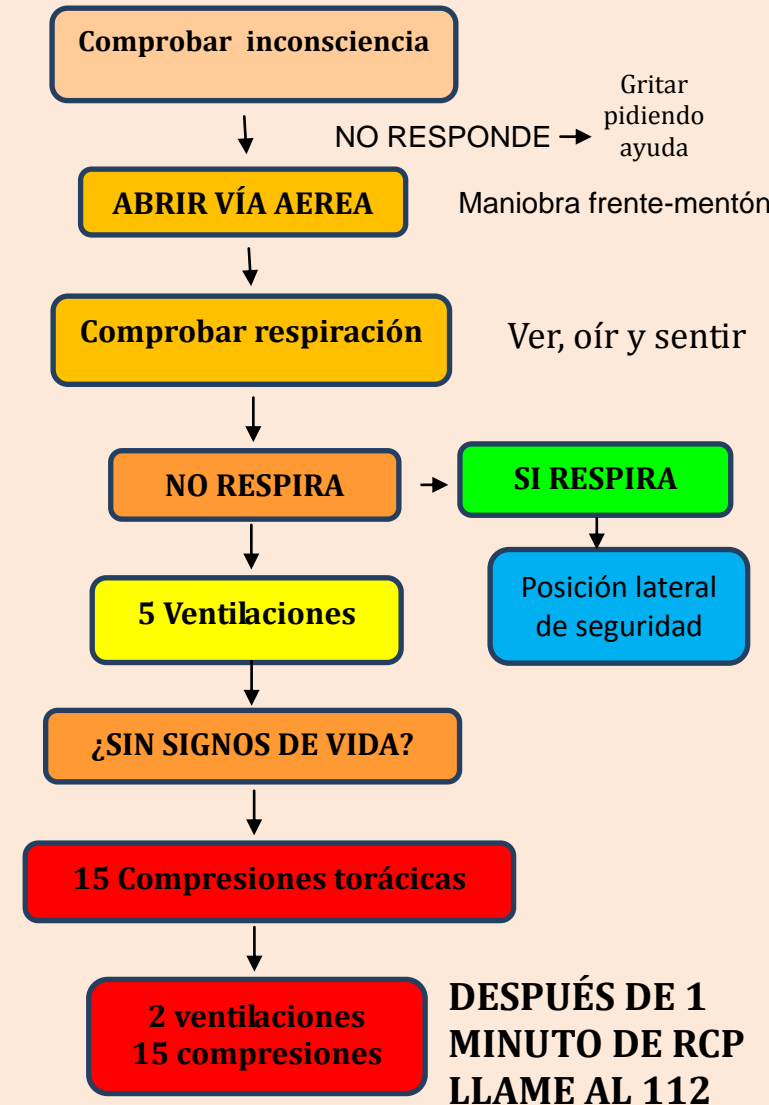 Comprobar inconsciencia
NO RESPONDE
Gritar
pidiendo
ayuda
ABRIR VÍA AEREA
Maniobra frente-mentón
Comprobar respiración
Ver, oír y sentir
NO RESPIRA
SI RESPIRA
Posición lateral
de seguridad
5 Ventilaciones
¿SIN SIGNOS DE VIDA?
15 Compresiones torácicas
2 ventilaciones
15 compresiones
DESPUÉS DE 1
MINUTO DE RCP
LLAME AL 112